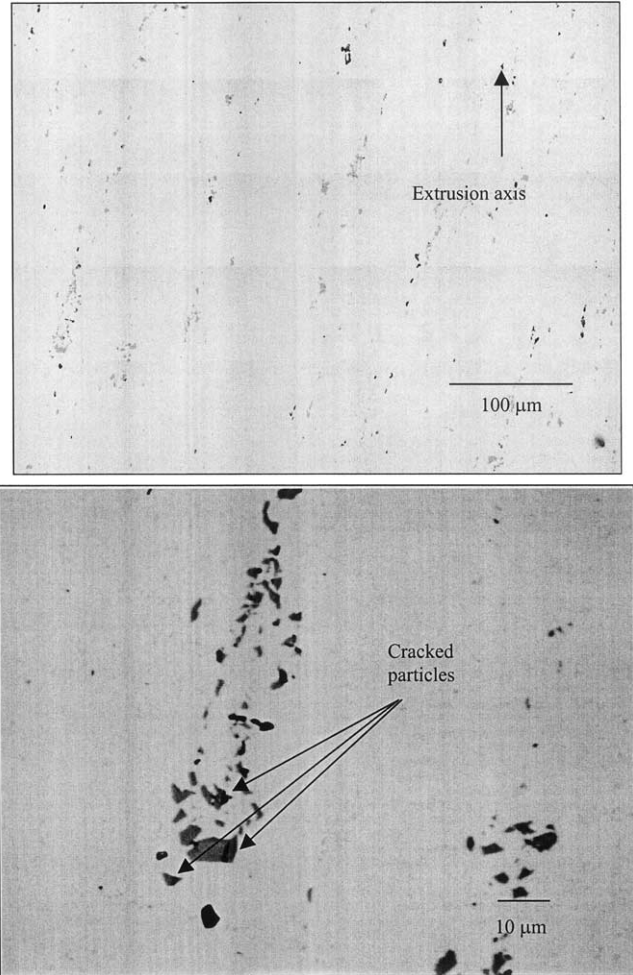 Extrusion axis
100 μm
Cracked
particles
10 μm